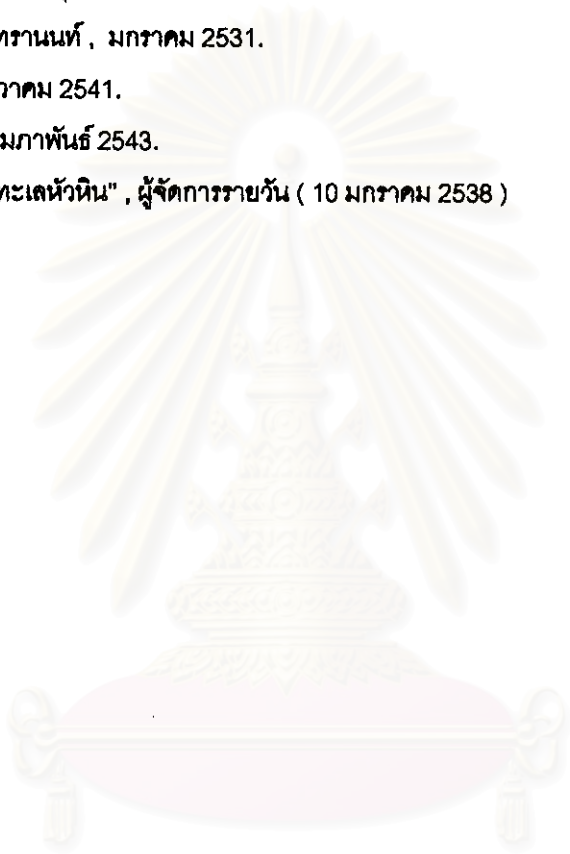 ทรานนท์ , มกราคม 2531.
วาคม 2541.
มภาพันธ์ 2543.
ทะเลหัวหิน" , ผู้จัดการรายวัน ( 10 มกราคม 2538 )